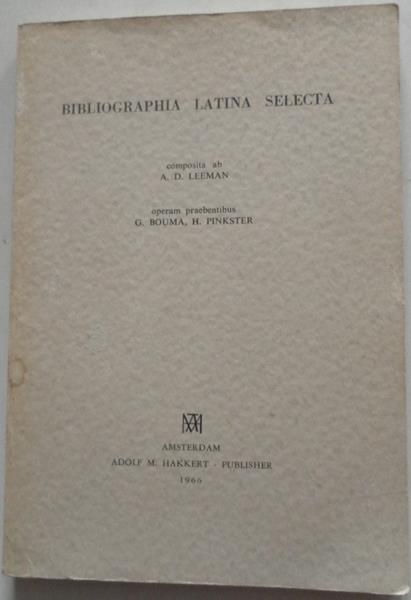 BIBLIOGRAPHIA LATINA SELECTA
composita ab
A. D. LEEMAN
operam praebentibus
G. BOUMA, H. PINKSTER
AMSTERDAM
ADOLF M. HAKKERT - PUBLISHER
1966